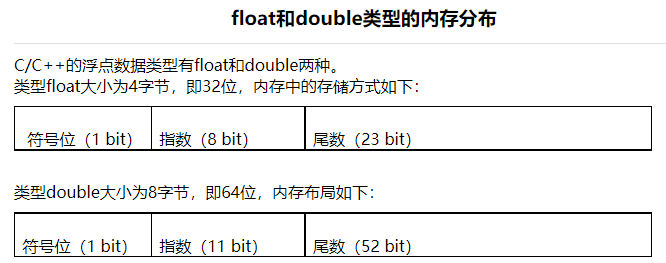 float和double类型的内存分布
C/C++的浮点数据类型有float和double两种。
类型float大小为4字节，即32位，内存中的存储方式如下：
符号位（1 bit） 指数（8 bit） 尾数（23 bit）
类型double大小为8字节，即64位，内存布局如下：
符号位（1 bit） 指数（11 bit） 尾数（52 bit）